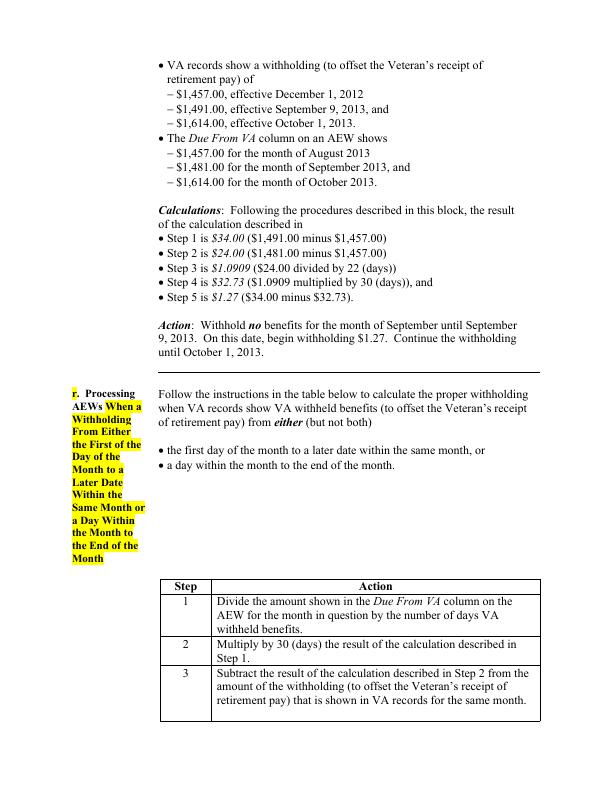 • VA records show a withholding (to offset the Veteran’s receipt of
retirement pay) of
− $1,457.00, effective December 1, 2012
− $1,491.00, effective September 9, 2013, and
− $1,614.00, effective October 1, 2013.
• The Due From VA column on an AEW shows
− $1,457.00 for the month of August 2013
− $1,481.00 for the month of September 2013, and
− $1,614.00 for the month of October 2013.
Calculations:  Following the procedures described in this block, the result
of the calculation described in
• Step 1 is $34.00 ($1,491.00 minus $1,457.00)
• Step 2 is $24.00 ($1,481.00 minus $1,457.00)
• Step 3 is $1.0909 ($24.00 divided by 22 (days))
• Step 4 is $32.73 ($1.0909 multiplied by 30 (days)), and
• Step 5 is $1.27 ($34.00 minus $32.73).
Action:  Withhold no benefits for the month of September until September
9, 2013.  On this date, begin withholding $1.27.  Continue the withholding
until October 1, 2013.
r.  Processing
AEWs When a
Withholding
From Either
the First of the
Day of the
Month to a
Later Date
Within the
Same Month or
a Day Within
the Month to
the End of the
Month
Follow the instructions in the table below to calculate the proper withholding
when VA records show VA withheld benefits (to offset the Veteran’s receipt
of retirement pay) from either (but not both)
• the first day of the month to a later date within the same month, or
• a day within the month to the end of the month.
Step Action
1 Divide the amount shown in the Due From VA column on the
AEW for the month in question by the number of days VA
withheld benefits.
2 Multiply by 30 (days) the result of the calculation described in
Step 1.
3 Subtract the result of the calculation described in Step 2 from the
amount of the withholding (to offset the Veteran’s receipt of
retirement pay) that is shown in VA records for the same month.